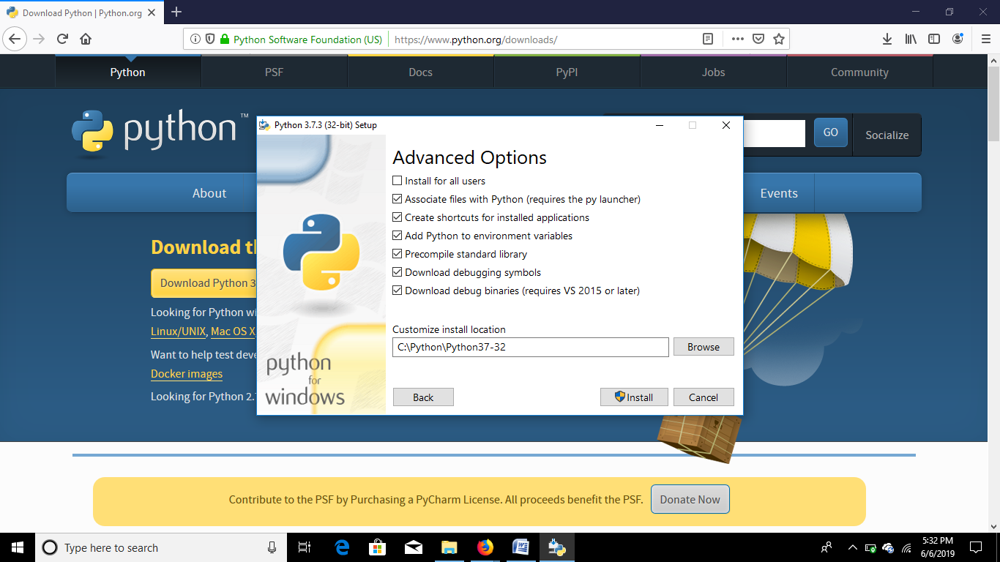 Download Python | Python.org
Python Software Foundation (US) https://www.python.org/downloads/
Python PSF Docs PyPI Jobs Community
python™
GO Socialize
About Events
Download
Download Python 3
Looking for Python
Linux/UNIX, Mac OS X
Want to help test
Docker images
Looking for Python 2.
Python 3.7.3 (32-bit) Setup
Advanced Options
Install for all users
Associate files with Python (requires the py launcher)
Create shortcuts for installed applications
Add Python to environment variables
Precompile standard library
Download debugging symbols
Download debug binaries (requires VS 2015 or later)
Customize install location
C:\Python\Python37-32 Browse
python
for
windows
Back Install Cancel
Contribute to the PSF by Purchasing a PyCharm License. All proceeds benefit the PSF. Donate Now
Type here to search
5:32 PM
6/6/2019